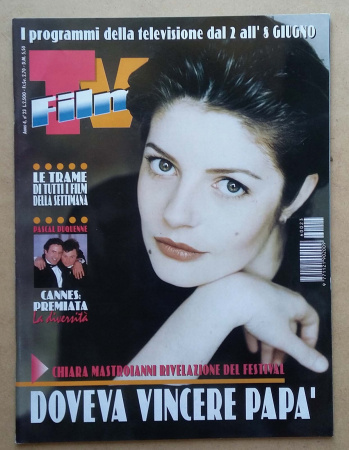 I programmi della televisione dal 2 all' 8 GIUGNO
TV
Film
LE TRAME
DI TUTTI I FILM
DELLA SETTIMANA
PASCAL DUQUENNE
CANNES:
PREMIATA
La diversità
CHIARA MASTROIANNI RIVELAZIONE DEL FESTIVAL
DOVEVA VINCERE PAPA'